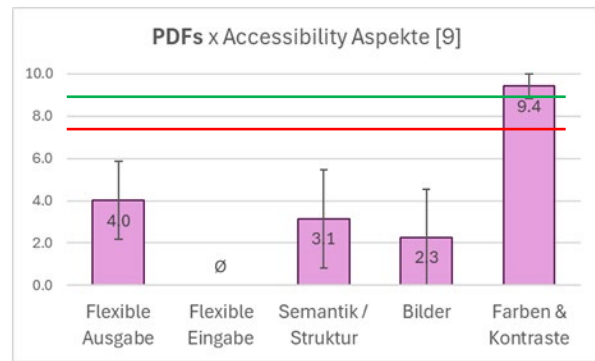 PDFs x Accessibility Aspekte [9]
10.0
8.0
6.0
4.0
2.0
0.0
4.0
Ø
3.1
2.3
9.4
Flexible Ausgabe
Flexible Eingabe
Semantik / Struktur
Bilder
Farben & Kontraste